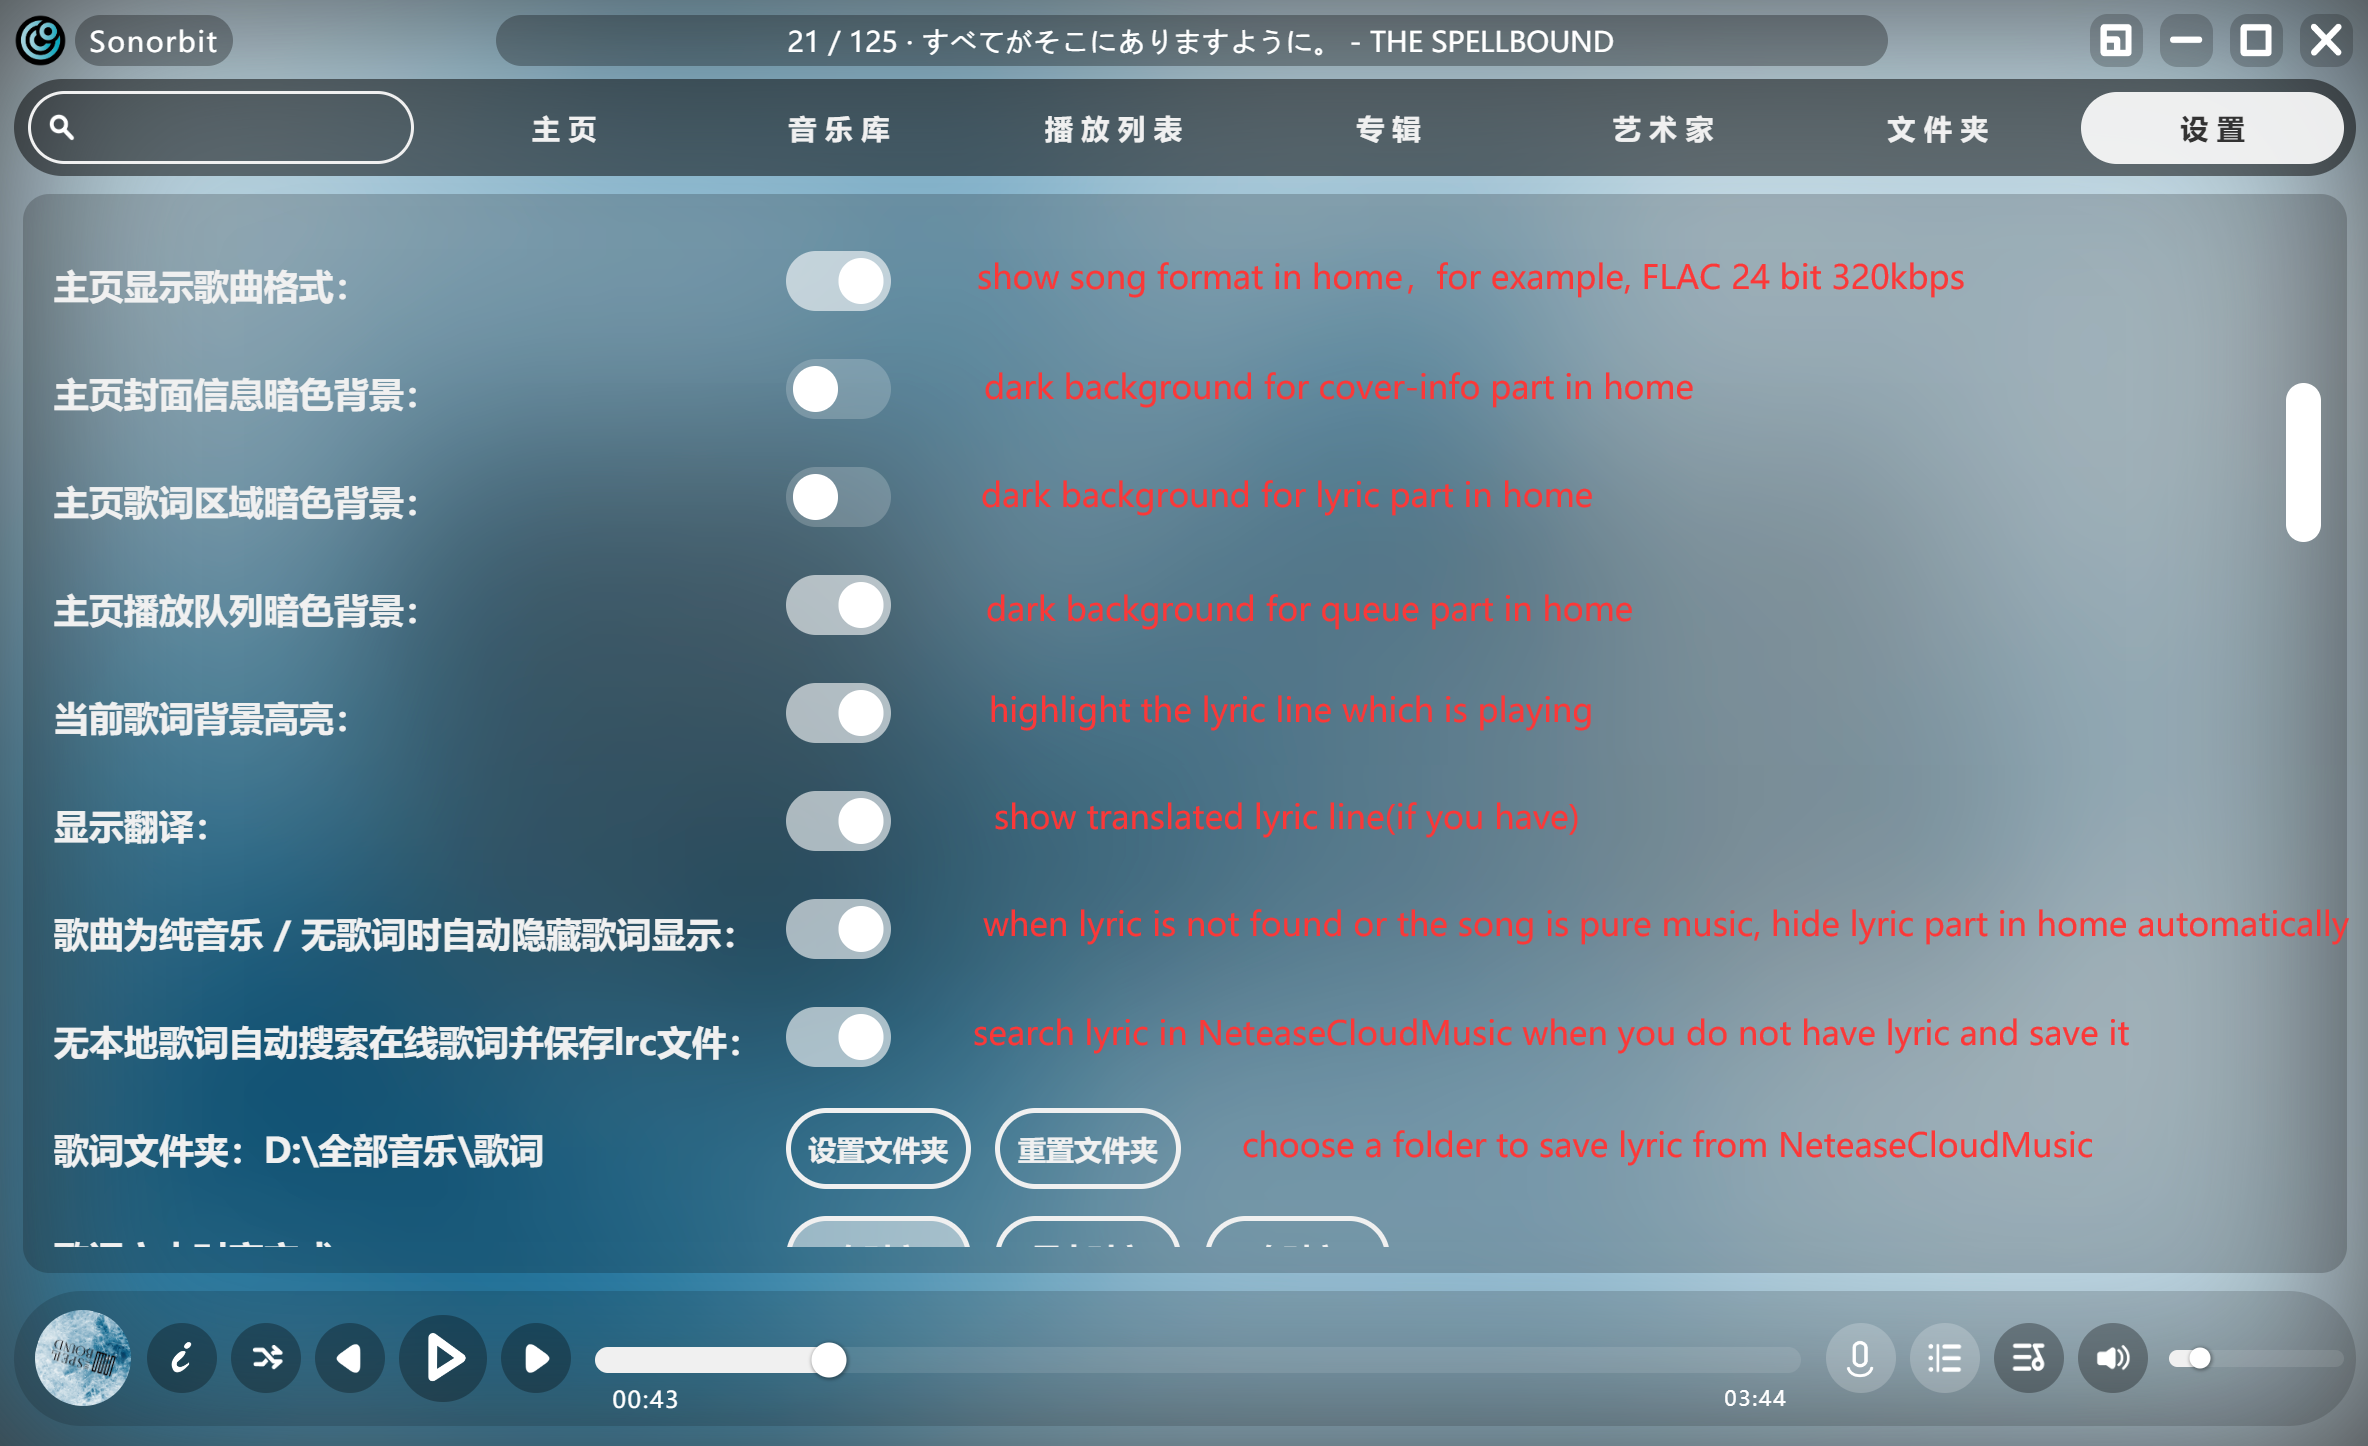 Sonorbit
21 / 125 · すべてがそこにありますように。 - THE SPELLBOUND
主页 音乐库 播放列表 专辑 艺术家 文件夹 设置
主页显示歌曲格式： show song format in home，for example, FLAC 24 bit 320kbps
主页封面信息暗色背景： dark background for cover-info part in home
主页歌词区域暗色背景： dark background for lyric part in home
主页播放队列暗色背景： dark background for queue part in home
当前歌词背景高亮： highlight the lyric line which is playing
显示翻译： show translated lyric line(if you have)
歌曲为纯音乐 / 无歌词时自动隐藏歌词显示： when lyric is not found or the song is pure music, hide lyric part in home automatically
无本地歌词自动搜索在线歌词并保存lrc文件： search lyric in NeteaseCloudMusic when you do not have lyric and save it
歌词文件夹：D:\全部音乐\歌词 设置文件夹 重置文件夹 choose a folder to save lyric from NeteaseCloudMusic
00:43 03:44